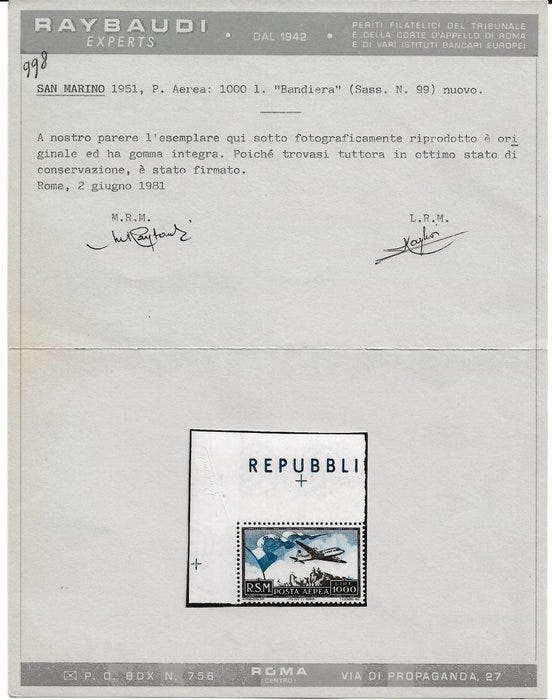 RAYBAUDI
EXPERTS
• DAL 1942 •
PERITI FILATELICI DEL TRIBUNALE
E DELLA CORTE D'APPELLO DI ROMA
E DI VARI ISTITUTI BANCARI EUROPEI
998
SAN MARINO 1951, P. Aerea: 1000 l. "Bandiera" (Sass. N. 99) nuovo.
A nostro parere l'esemplare qui sotto fotograficamente riprodotto è ori
ginale ed ha gomma integra. Poiché trovasi tuttora in ottimo stato di
conservazione, è stato firmato.
Roma, 2 giugno 1981
M.R.M. L.R.M.
REPUBBLI
R.S.M. POSTA AEREA LIRE 1000
P. O. BOX N. 756 ROMA (CENTRO) VIA DI PROPAGANDA, 27